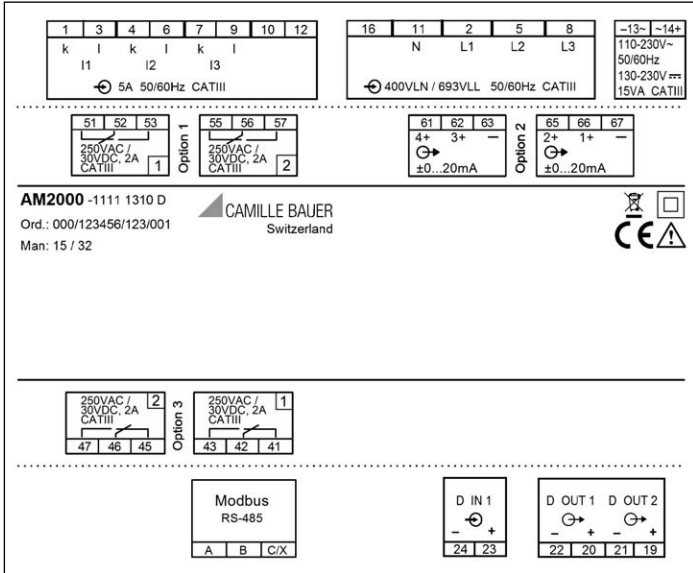 1 3 4 6 7 9 10 12
k l k l k l
I1 I2 I3
5A 50/60Hz CATIII
16 11 2 5 8
N L1 L2 L3
400VLN / 693VLL 50/60Hz CATIII
–13~ ~14+
110-230V~
50/60Hz
130-230V
15VA CATIII
51 52 53
250VAC /
30VDC, 2A
CATIII
1
Option 1
55 56 57
250VAC /
30VDC, 2A
CATIII
2
61 62 63
4+ 3+ –
±0...20mA
Option 2
65 66 67
2+ 1+ –
±0...20mA
AM2000 -1111 1310 D
Ord.: 000/123456/123/001
Man: 15 / 32
CAMILLE BAUER
Switzerland
CE
250VAC /
30VDC, 2A
CATIII
2
47 46 45
Option 3
250VAC /
30VDC, 2A
CATIII
1
43 42 41
Modbus
RS-485
A B C/X
D IN 1
– +
24 23
D OUT 1 D OUT 2
– + – +
22 20 21 19